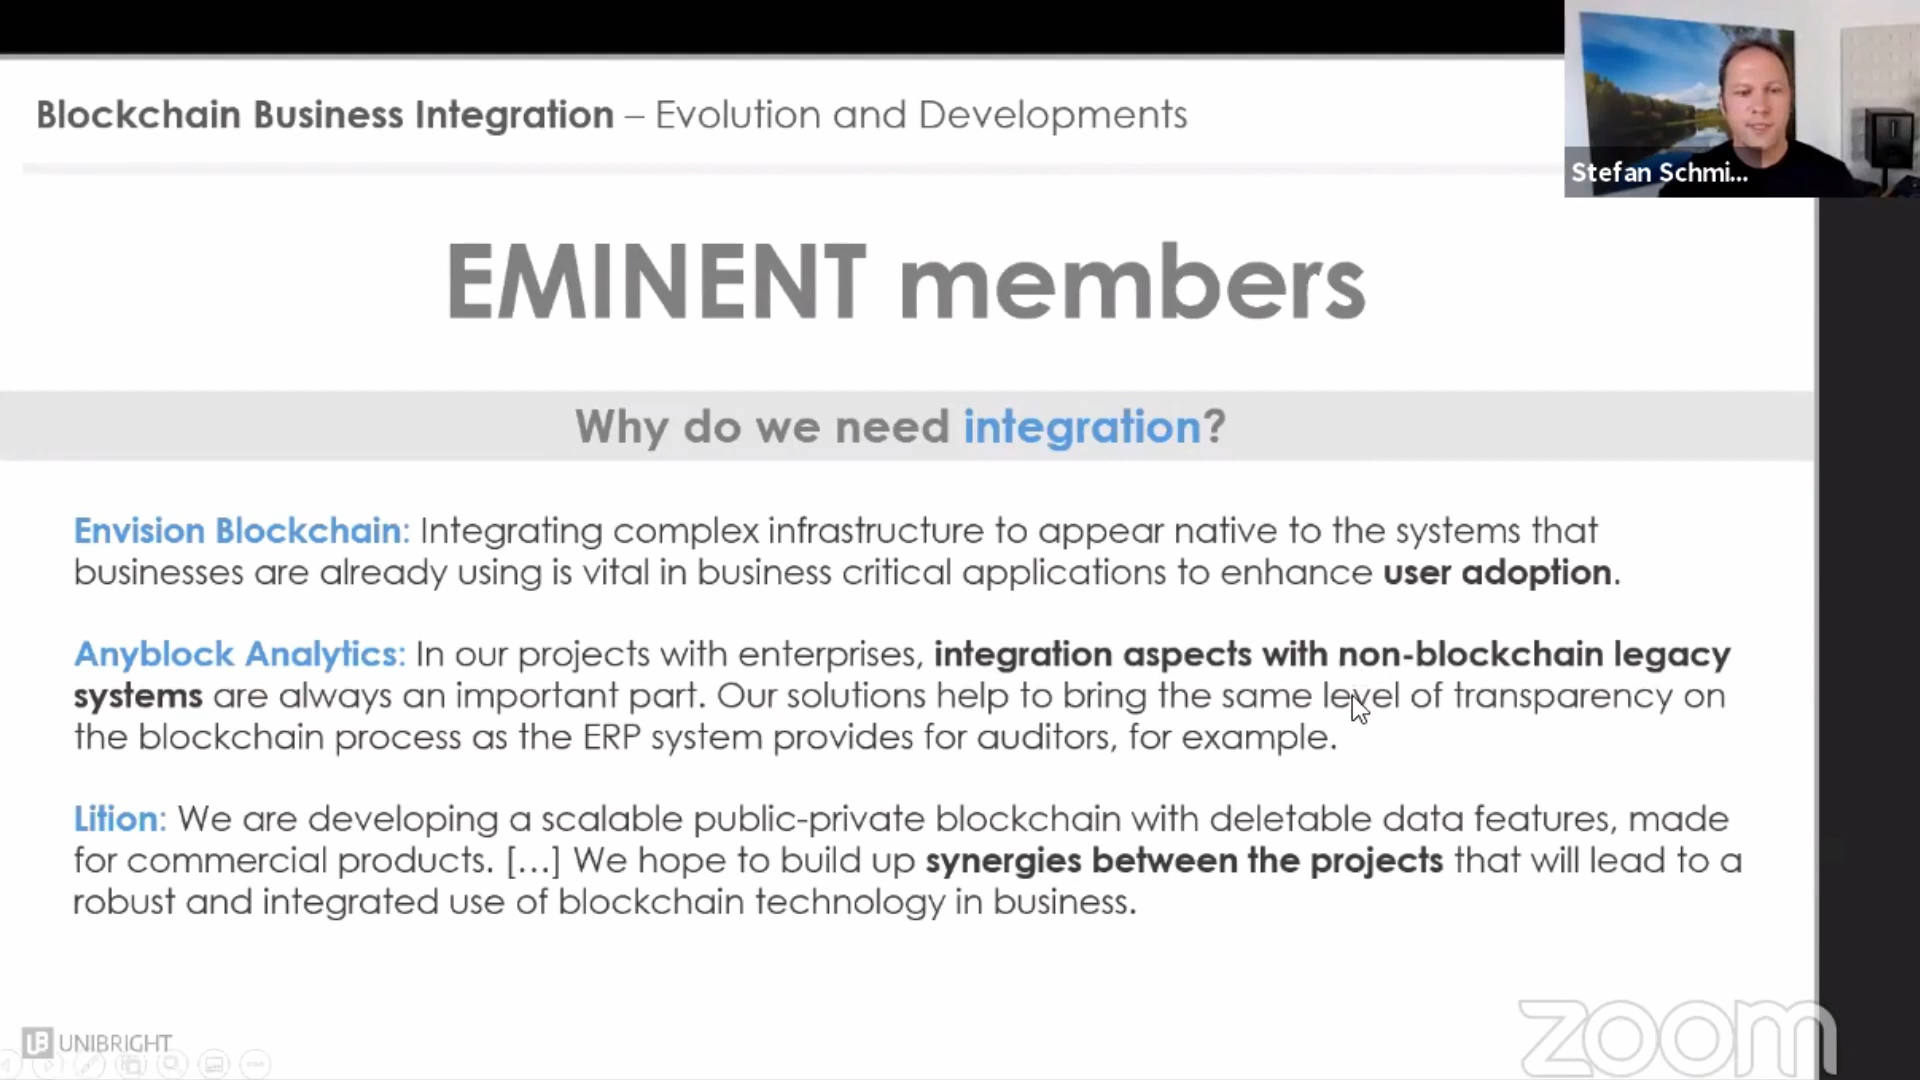 Blockchain Business Integration – Evolution and Developments
Stefan Schmi...
EMINENT members
Why do we need integration?
Envision Blockchain: Integrating complex infrastructure to appear native to the systems that
businesses are already using is vital in business critical applications to enhance user adoption.
Anyblock Analytics: In our projects with enterprises, integration aspects with non-blockchain legacy
systems are always an important part. Our solutions help to bring the same level of transparency on
the blockchain process as the ERP system provides for auditors, for example.
Lition: We are developing a scalable public-private blockchain with deletable data features, made
for commercial products. [...] We hope to build up synergies between the projects that will lead to a
robust and integrated use of blockchain technology in business.
UNIBRIGHT
zoom